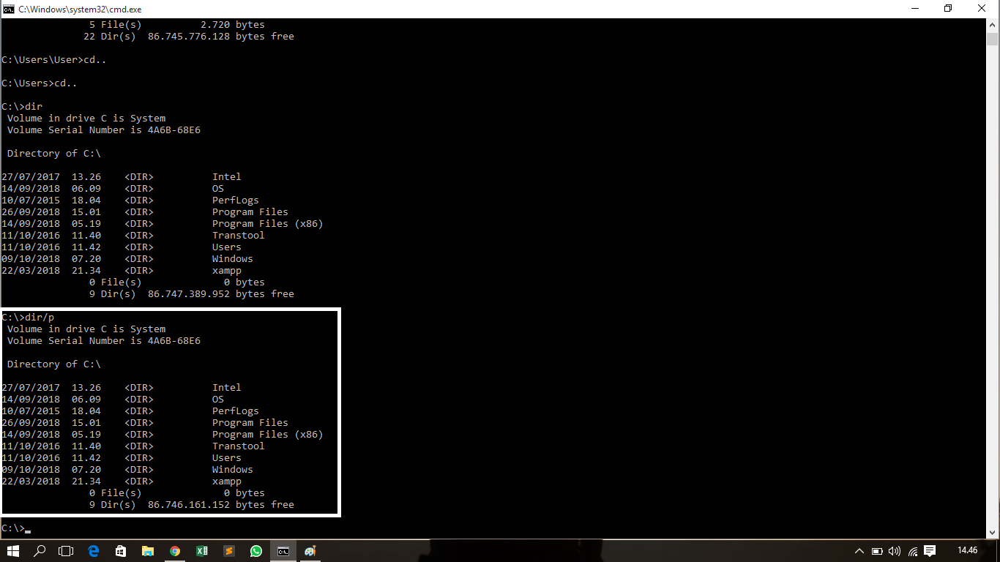 C:\Windows\system32\cmd.exe
5 File(s) 2.720 bytes
22 Dir(s) 86.745.776.128 bytes free
C:\Users\User>cd..
C:\Users>cd..
C:\>dir
Volume in drive C is System
Volume Serial Number is 4A6B-68E6
Directory of C:\
27/07/2017 13.26 <DIR> Intel
14/09/2018 06.09 <DIR> OS
10/07/2015 18.04 <DIR> PerfLogs
26/09/2018 15.01 <DIR> Program Files
14/09/2018 05.19 <DIR> Program Files (x86)
11/10/2016 11.40 <DIR> Transtool
11/10/2016 11.42 <DIR> Users
09/10/2018 07.20 <DIR> Windows
22/03/2018 21.34 <DIR> xampp
0 File(s) 0 bytes
9 Dir(s) 86.747.389.952 bytes free
C:\>dir/p
Volume in drive C is System
Volume Serial Number is 4A6B-68E6
Directory of C:\
27/07/2017 13.26 <DIR> Intel
14/09/2018 06.09 <DIR> OS
10/07/2015 18.04 <DIR> PerfLogs
26/09/2018 15.01 <DIR> Program Files
14/09/2018 05.19 <DIR> Program Files (x86)
11/10/2016 11.40 <DIR> Transtool
11/10/2016 11.42 <DIR> Users
09/10/2018 07.20 <DIR> Windows
22/03/2018 21.34 <DIR> xampp
0 File(s) 0 bytes
9 Dir(s) 86.746.161.152 bytes free
C:\>_
14.46